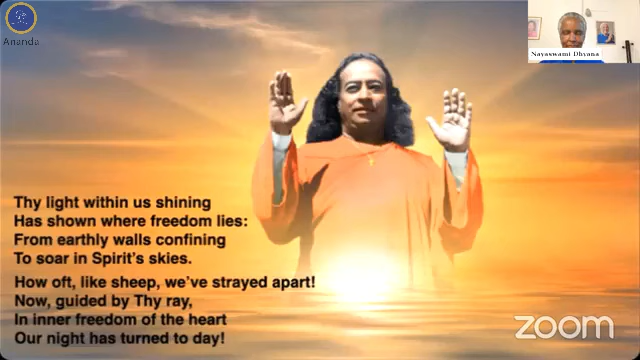 Ananda
Nayaswami Dhyana
Thy light within us shining
Has shown where freedom lies:
From earthly walls confining
To soar in Spirit's skies.
How oft, like sheep, we've strayed apart!
Now, guided by Thy ray,
In inner freedom of the heart
Our night has turned to day!
zoom